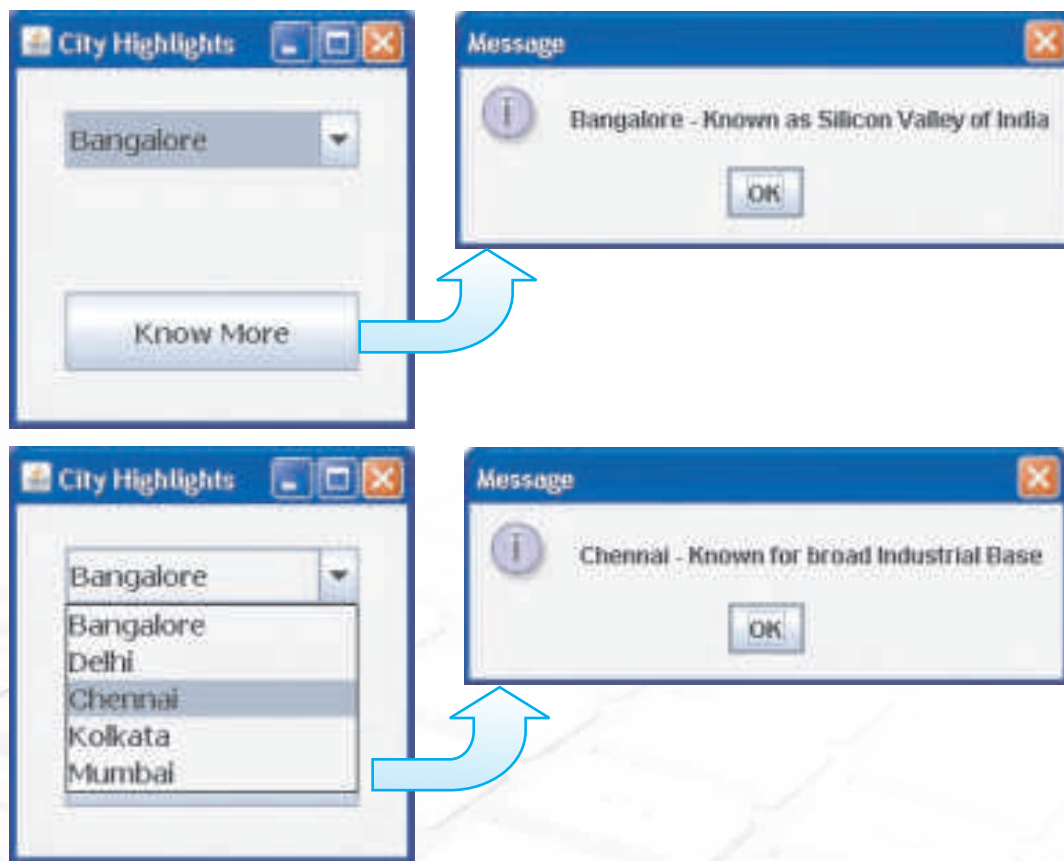 City Highlights
Bangalore
Know More
Message
Bangalore - Known as Silicon Valley of India
OK
City Highlights
Bangalore
Bangalore
Delhi
Chennai
Kolkata
Mumbai
Message
Chennai - Known for broad Industrial Base
OK